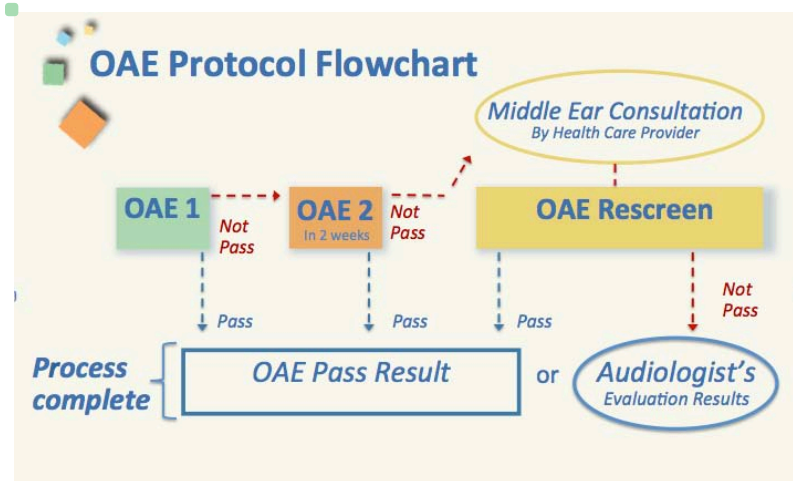 OAE Protocol Flowchart
Middle Ear Consultation
By Health Care Provider
OAE 1
Not
Pass
OAE 2
In 2 weeks
Not
Pass
OAE Rescreen
Pass
Pass
Pass
Not
Pass
Process
complete
OAE Pass Result
or
Audiologist's
Evaluation Results